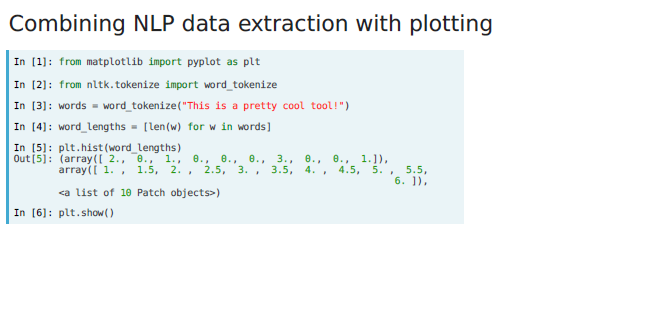 Combining NLP data extraction with plotting
In [1]: from matplotlib import pyplot as plt
In [2]: from nltk.tokenize import word_tokenize
In [3]: words = word_tokenize("This is a pretty cool tool!")
In [4]: word_lengths = [len(w) for w in words]
In [5]: plt.hist(word_lengths)
Out[5]: (array([ 2., 0., 1., 0., 0., 0., 3., 0., 0., 1.]),
array([ 1. , 1.5, 2. , 2.5, 3. , 3.5, 4. , 4.5, 5. , 5.5,
6. ]),
<a list of 10 Patch objects>)
In [6]: plt.show()